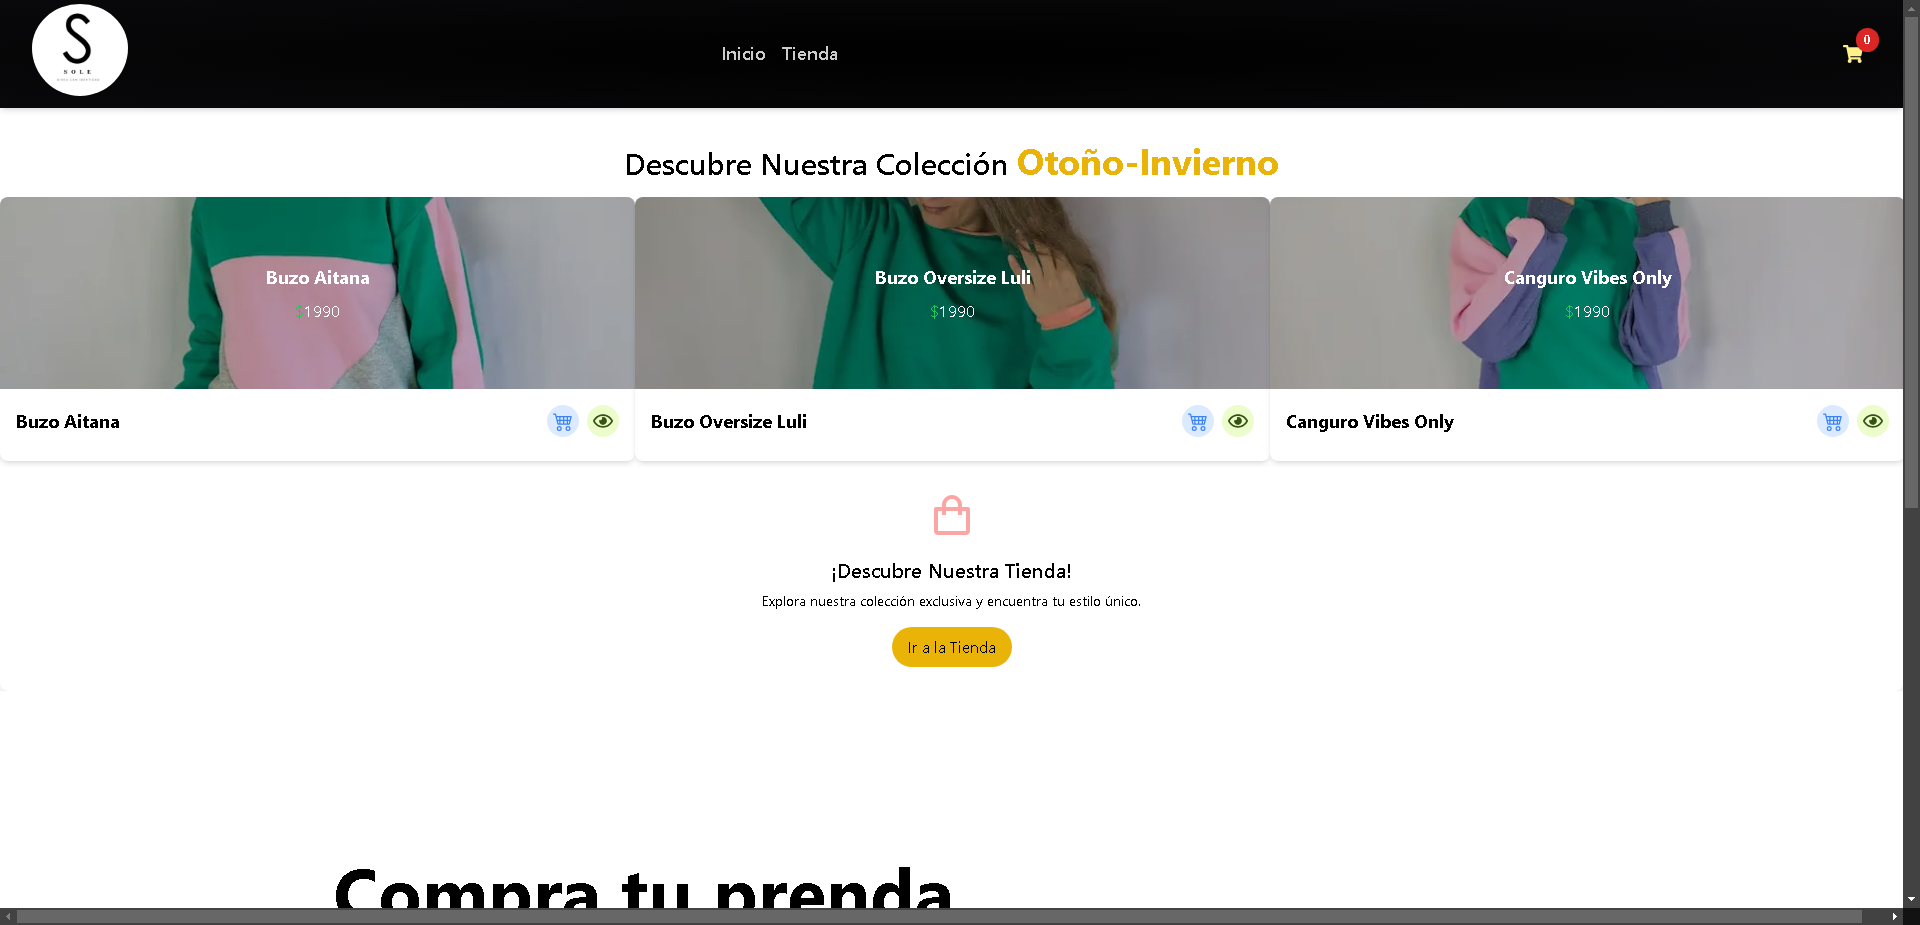 S
SOLE
Inicio Tienda
0
Descubre Nuestra Colección Otoño-Invierno
Buzo Aitana
$1990
Buzo Oversize Luli
$1990
Canguro Vibes Only
$1990
Buzo Aitana
Buzo Oversize Luli
Canguro Vibes Only
¡Descubre Nuestra Tienda!
Explora nuestra colección exclusiva y encuentra tu estilo único.
Ir a la Tienda
Compra tu prenda